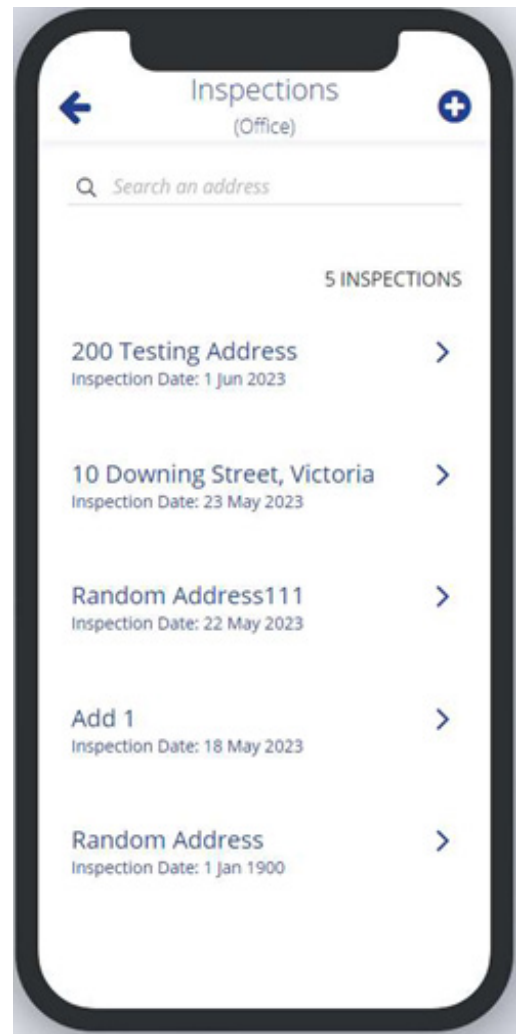 Inspections
(Office)
Search an address
5 INSPECTIONS
200 Testing Address
Inspection Date: 1 Jun 2023
10 Downing Street, Victoria
Inspection Date: 23 May 2023
Random Address111
Inspection Date: 22 May 2023
Add 1
Inspection Date: 18 May 2023
Random Address
Inspection Date: 1 Jan 1900